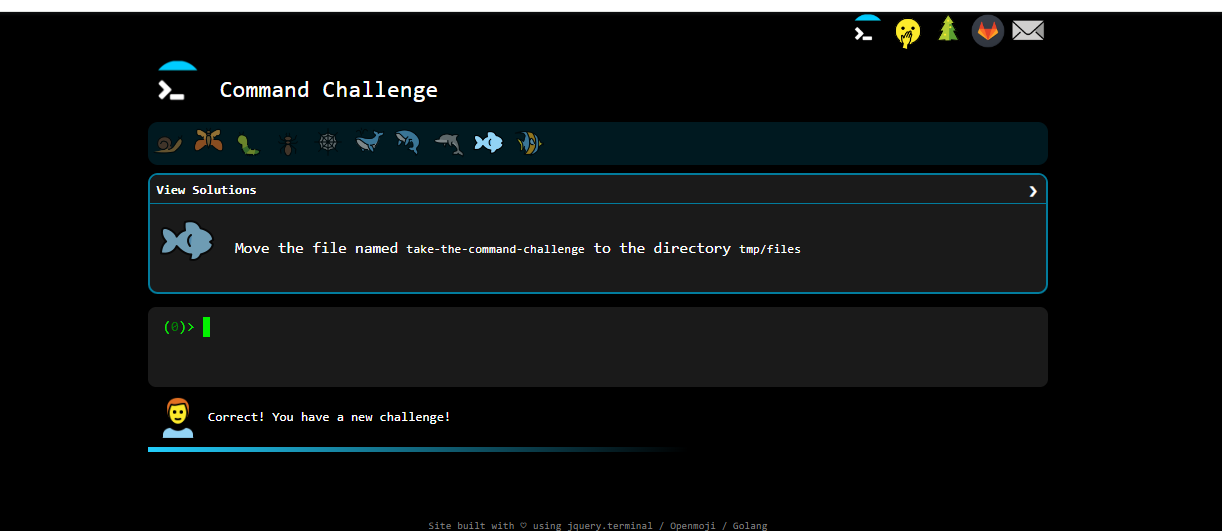 Command Challenge
View Solutions
Move the file named take-the-command-challenge to the directory tmp/files
(0)>
Correct! You have a new challenge!
Site built with ♡ using jquery.terminal / Openmoji / Golang